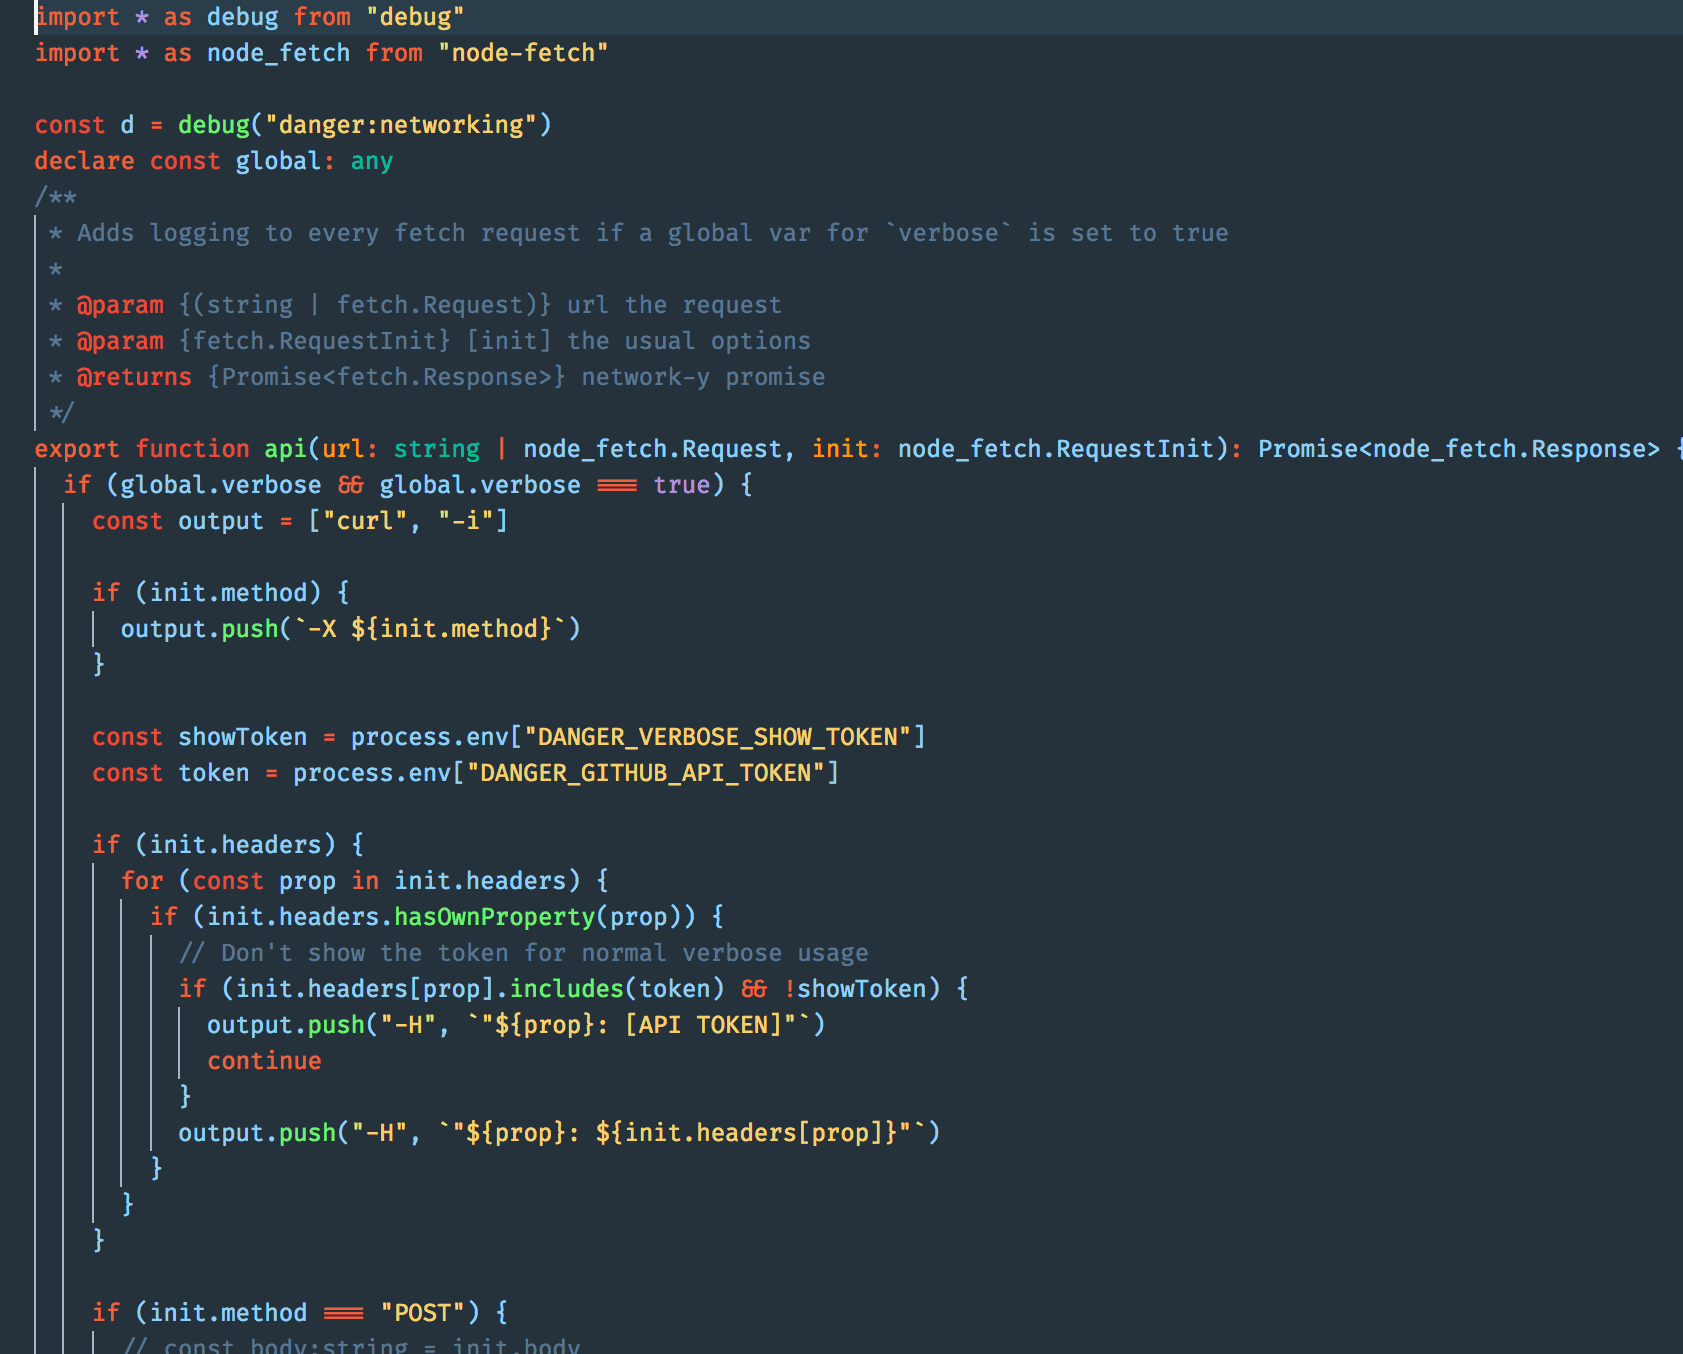 import * as debug from "debug"
import * as node_fetch from "node-fetch"
const d = debug("danger:networking")
declare const global: any
/**
* Adds logging to every fetch request if a global var for `verbose` is set to true
*
* @param {(string | fetch.Request)} url the request
* @param {fetch.RequestInit} [init] the usual options
* @returns {Promise<fetch.Response>} network-y promise
*/
export function api(url: string | node_fetch.Request, init: node_fetch.RequestInit): Promise<node_fetch.Response> {
if (global.verbose && global.verbose === true) {
const output = ["curl", "-i"]
if (init.method) {
output.push(`-X ${init.method}`)
}
const showToken = process.env["DANGER_VERBOSE_SHOW_TOKEN"]
const token = process.env["DANGER_GITHUB_API_TOKEN"]
if (init.headers) {
for (const prop in init.headers) {
if (init.headers.hasOwnProperty(prop)) {
// Don't show the token for normal verbose usage
if (init.headers[prop].includes(token) && !showToken) {
output.push("-H", `"${prop}: [API TOKEN]"`)
continue
}
output.push("-H", `"${prop}: ${init.headers[prop]}"`)
}
}
}
if (init.method === "POST") {
// const body:string = init.body